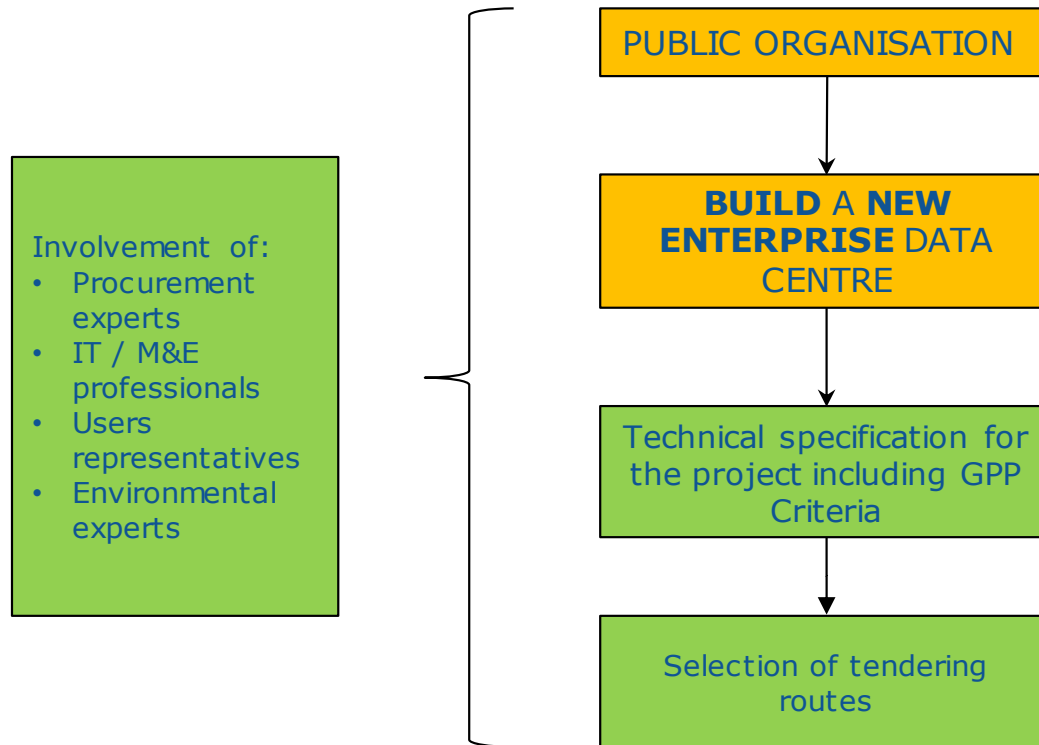 Involvement of:
• Procurement
experts
• IT / M&E
professionals
• Users
representatives
• Environmental
experts
PUBLIC ORGANISATION
BUILD A NEW
ENTERPRISE DATA
CENTRE
Technical specification for
the project including GPP
Criteria
Selection of tendering
routes